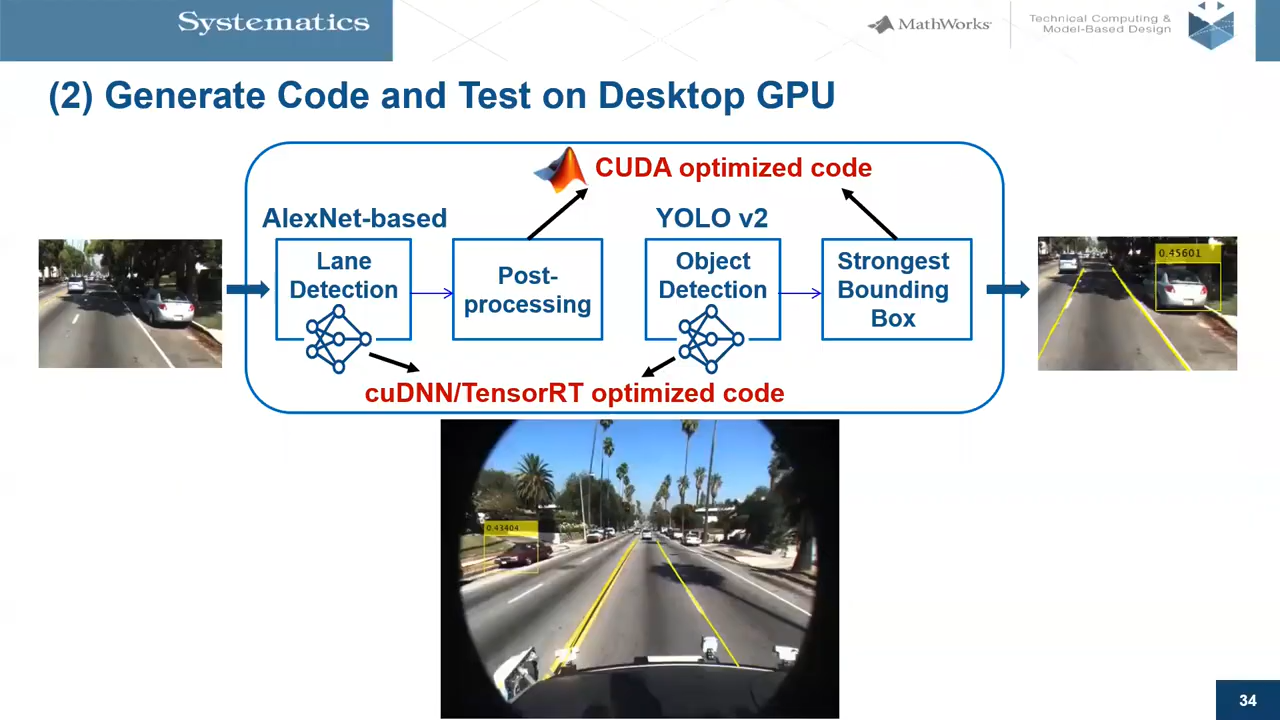 Systematics
MathWorks
Technical Computing &
Model-Based Design
(2) Generate Code and Test on Desktop GPU
CUDA optimized code
AlexNet-based
YOLO v2
Lane
Detection
Post-
processing
Object
Detection
Strongest
Bounding
Box
0.45601
cuDNN/TensorRT optimized code
0.43404
34